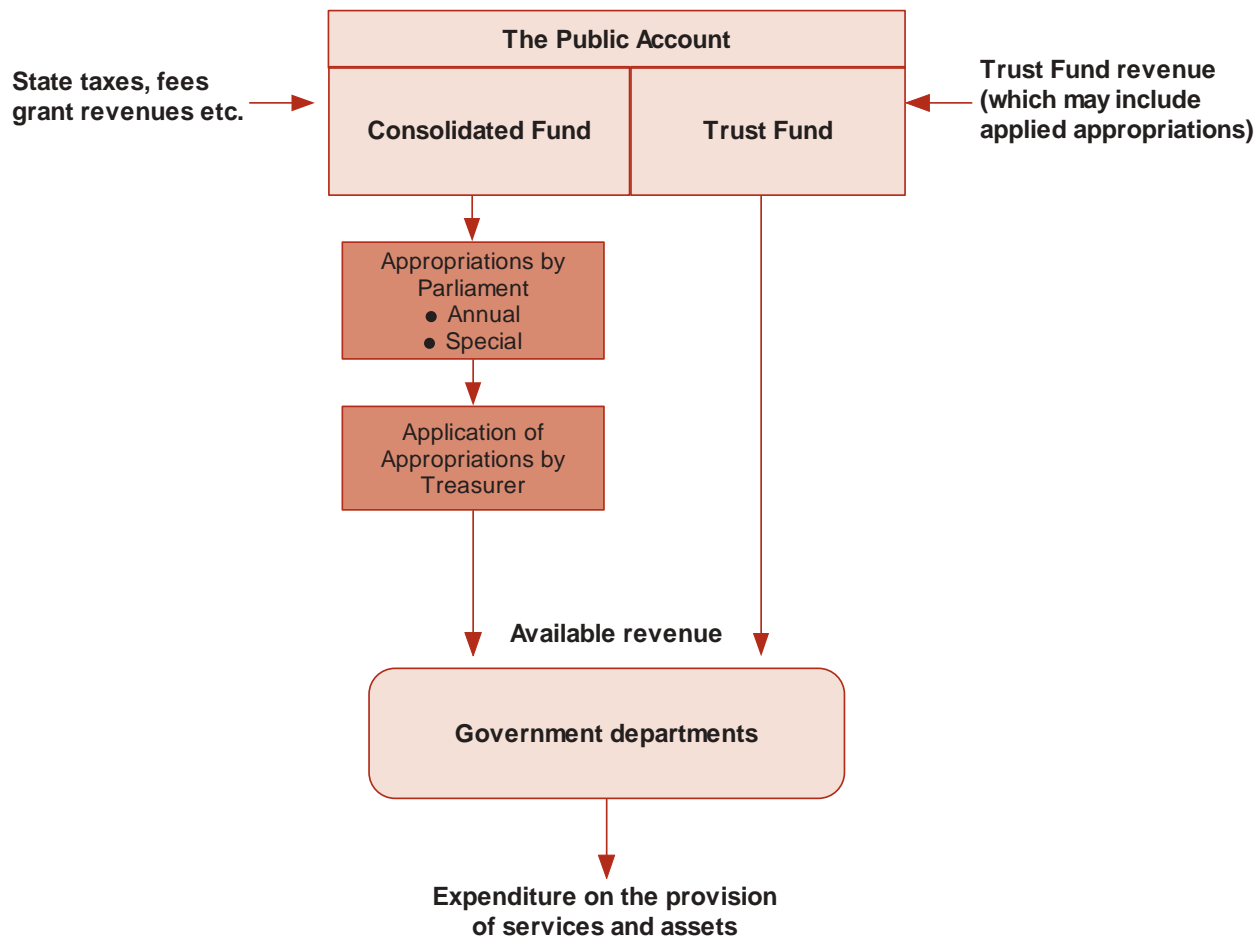 The Public Account
State taxes, fees
grant revenues etc.
Consolidated Fund
Trust Fund
Trust Fund revenue
(which may include
applied appropriations)
Appropriations by
Parliament
● Annual
● Special
Application of
Appropriations by
Treasurer
Available revenue
Government departments
Expenditure on the provision
of services and assets